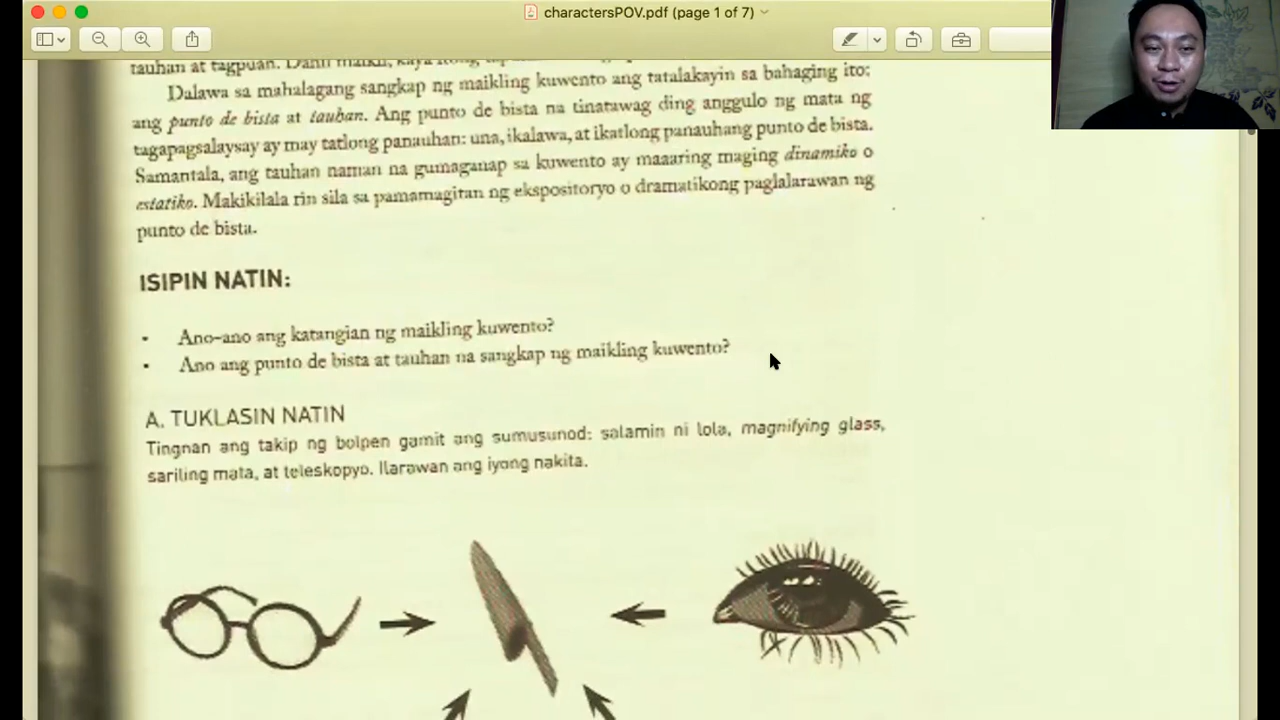 charactersPOV.pdf (page 1 of 7)
tauhan at tagpuan. Dahil maikli, kaya
Dalawa sa mahalagang sangkap ng maikling kuwento ang tatalakayin sa bahaging ito:
ang punto de bista at tauhan. Ang punto de bista na tinatawag ding anggulo ng mata ng
tagapagsalaysay ay may tatlong panauhan: una, ikalawa, at ikatlong panauhang punto de bista.
Samantala, ang tauhan naman na gumaganap sa kuwento ay maaaring maging dinamiko o
estatiko. Makikilala rin sila sa pamamagitan ng ekspositoryo o dramatikong paglalarawan ng
punto de bista.
ISIPIN NATIN:
• Ano-ano ang katangian ng maikling kuwento?
• Ano ang punto de bista at tauhan na sangkap ng maikling kuwento?
A. TUKLASIN NATIN
Tingnan ang takip ng bolpen gamit ang sumusunod: salamin ni lola, magnifying glass,
sariling mata, at teleskopyo. Ilarawan ang iyong nakita.